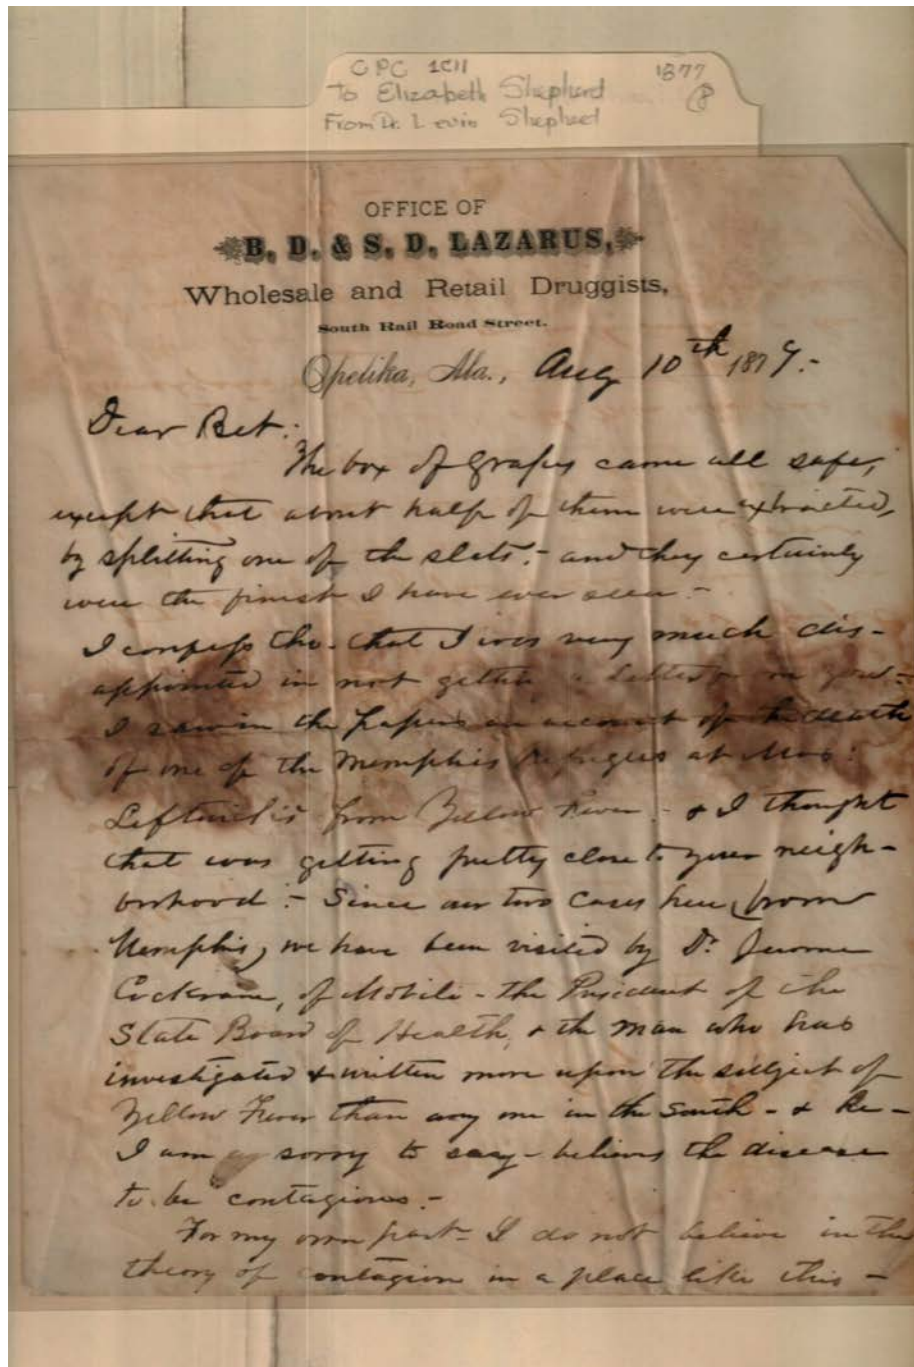 CPC 1011 1877
To Elizabeth Shepherd
From Dr. Levin Shepherd
OFFICE OF
B. D. & S. D. LAZARUS,
Wholesale and Retail Druggists,
South Rail Road Street.
Opelika, Ala., Aug 10th 1879.-
Dear Bet:
The box of grapes came all safe,
except that about half of them were extracted,
by splitting one of the slats:- and they certainly
were the finest I have ever seen -
I confess tho- that I was very much dis-
appointed in not getting a letter from you-
I saw in the papers an account of the death
of one of the Memphis Refugees at Mrs:
Leftwich's from Yellow Fever - & I thought
that was getting pretty close to your neigh-
borhood :- Since our two cases here (from
Memphis) we have been visited by Dr. Jerome
Cockrane, of Mobile - the President of the
State Board of Health, & the man who has
investigated & written more upon the subject of
Yellow Fever than any one in the South - & he -
I am sorry to say - believes the disease
to be contagious.-
For my own part - I do not believe in the
theory of contagion in a place like this -